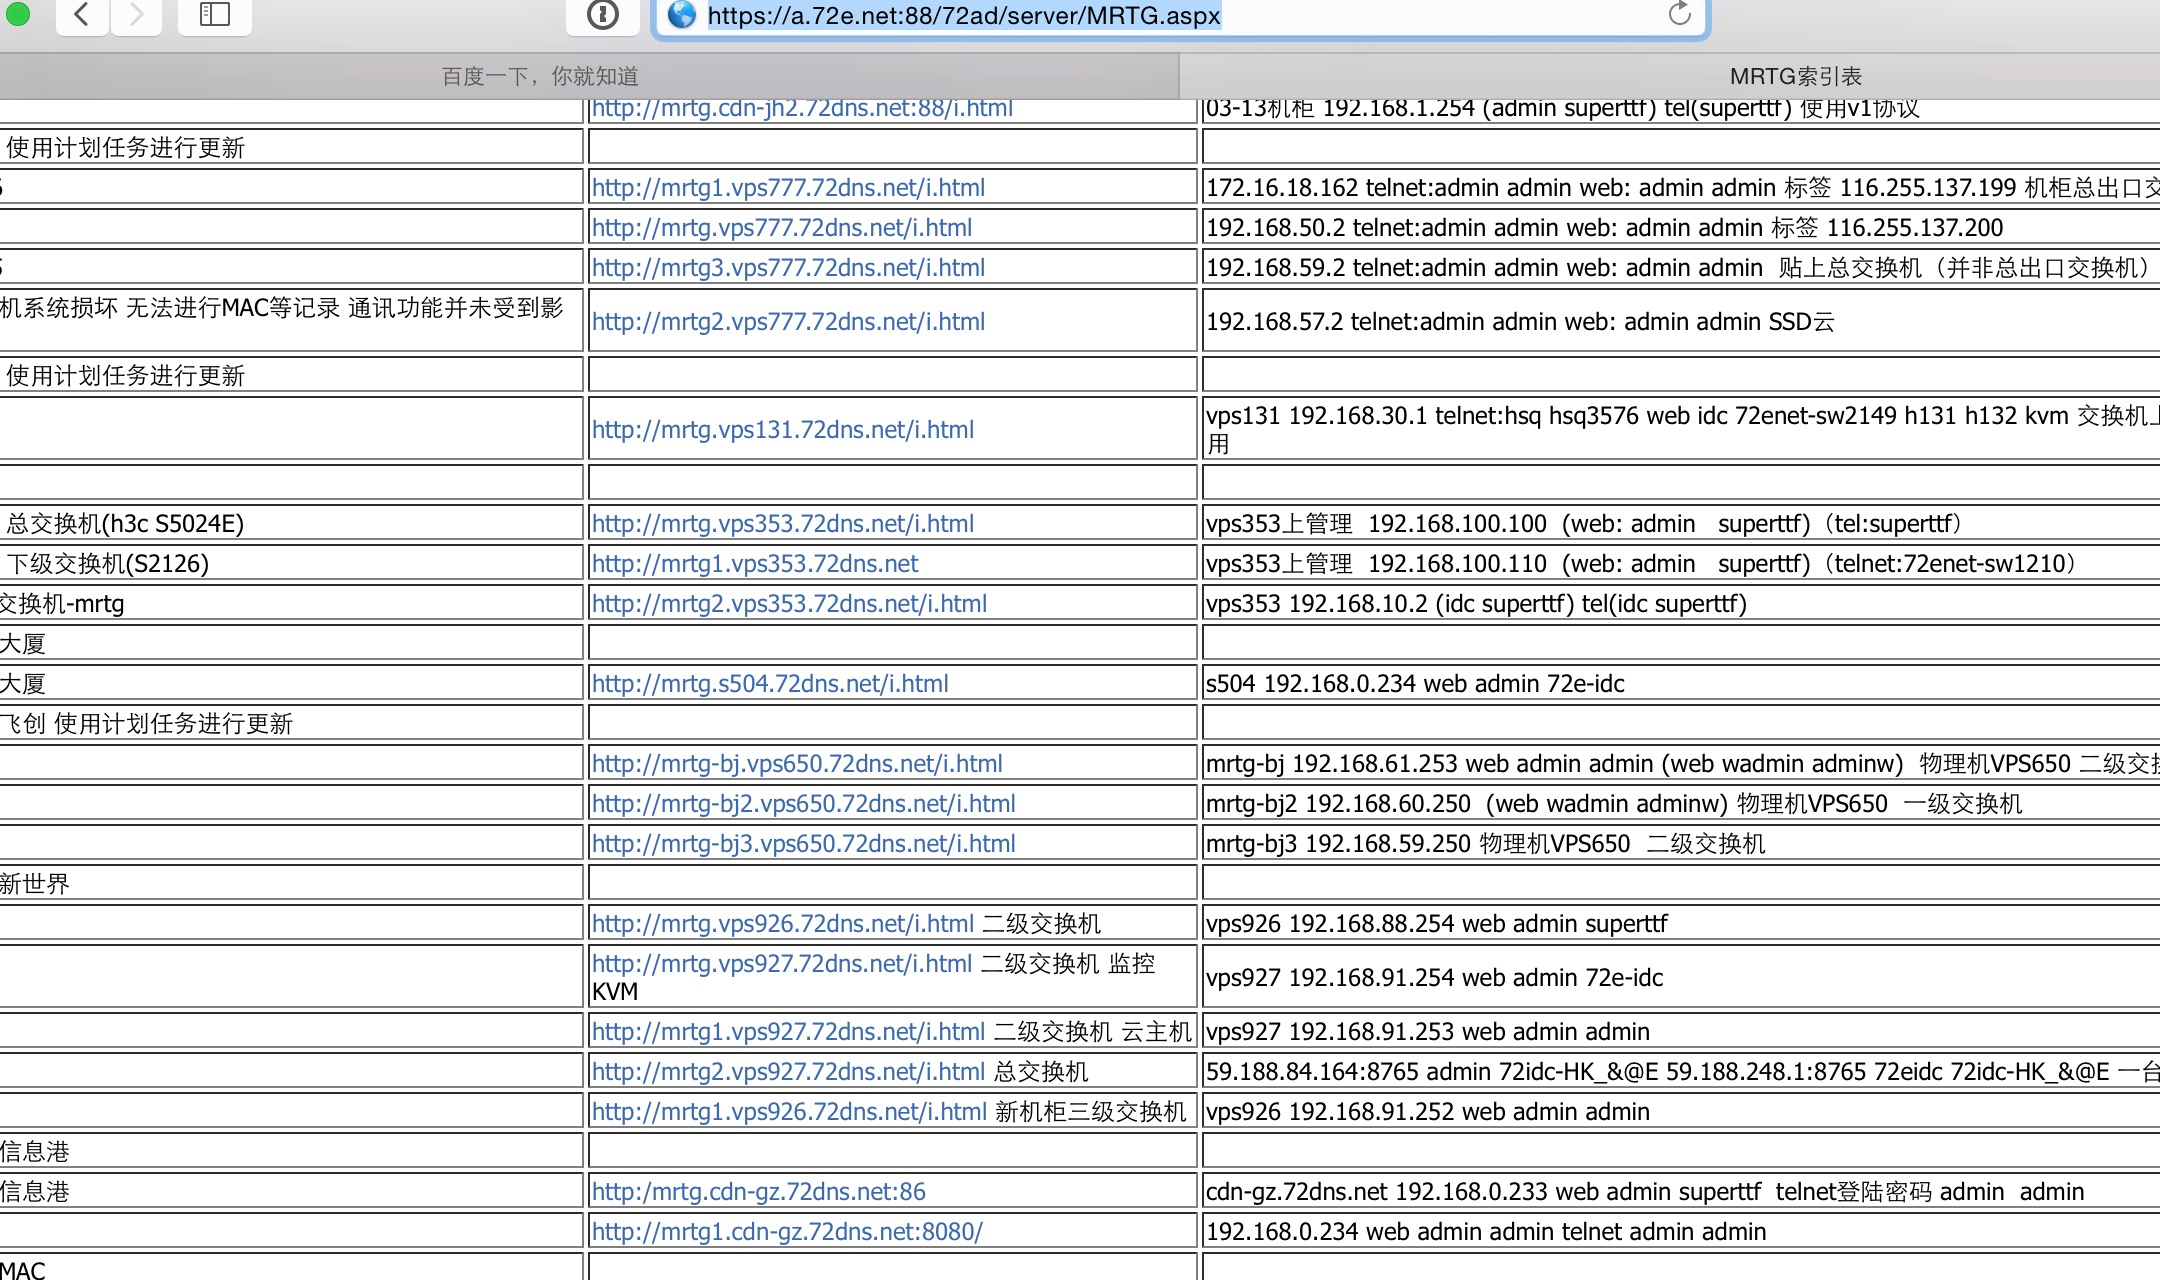 https://a.72e.net:88/72ad/server/MRTG.aspx
百度一下，你就知道
MRTG索引表
http://mrtg.cdn-jh2.72dns.net:88/i.html
03-13机柜 192.168.1.254 (admin superttf) tel(superttf) 使用v1协议
使用计划任务进行更新
http://mrtg1.vps777.72dns.net/i.html
172.16.18.162 telnet:admin admin web: admin admin 标签 116.255.137.199 机柜总出口交
http://mrtg.vps777.72dns.net/i.html
192.168.50.2 telnet:admin admin web: admin admin 标签 116.255.137.200
http://mrtg3.vps777.72dns.net/i.html
192.168.59.2 telnet:admin admin web: admin admin 贴上总交换机（并非总出口交换机）
机系统损坏 无法进行MAC等记录 通讯功能并未受到影
http://mrtg2.vps777.72dns.net/i.html
192.168.57.2 telnet:admin admin web: admin admin SSD云
使用计划任务进行更新
http://mrtg.vps131.72dns.net/i.html
vps131 192.168.30.1 telnet:hsq hsq3576 web idc 72enet-sw2149 h131 h132 kvm 交换机上
用
总交换机(h3c S5024E)
http://mrtg.vps353.72dns.net/i.html
vps353上管理 192.168.100.100 (web: admin superttf)（tel:superttf）
下级交换机(S2126)
http://mrtg1.vps353.72dns.net
vps353上管理 192.168.100.110 (web: admin superttf)（telnet:72enet-sw1210）
交换机-mrtg
http://mrtg2.vps353.72dns.net/i.html
vps353 192.168.10.2 (idc superttf) tel(idc superttf)
大厦
大厦
http://mrtg.s504.72dns.net/i.html
s504 192.168.0.234 web admin 72e-idc
飞创 使用计划任务进行更新
http://mrtg-bj.vps650.72dns.net/i.html
mrtg-bj 192.168.61.253 web admin admin (web wadmin adminw) 物理机VPS650 二级交换
http://mrtg-bj2.vps650.72dns.net/i.html
mrtg-bj2 192.168.60.250 (web wadmin adminw) 物理机VPS650 一级交换机
http://mrtg-bj3.vps650.72dns.net/i.html
mrtg-bj3 192.168.59.250 物理机VPS650 二级交换机
新世界
http://mrtg.vps926.72dns.net/i.html 二级交换机
vps926 192.168.88.254 web admin superttf
http://mrtg.vps927.72dns.net/i.html 二级交换机 监控
KVM
vps927 192.168.91.254 web admin 72e-idc
http://mrtg1.vps927.72dns.net/i.html 二级交换机 云主机
vps927 192.168.91.253 web admin admin
http://mrtg2.vps927.72dns.net/i.html 总交换机
59.188.84.164:8765 admin 72idc-HK_&@E 59.188.248.1:8765 72eidc 72idc-HK_&@E 一台
http://mrtg1.vps926.72dns.net/i.html 新机柜三级交换机
vps926 192.168.91.252 web admin admin
信息港
信息港
http:/mrtg.cdn-gz.72dns.net:86
cdn-gz.72dns.net 192.168.0.233 web admin superttf telnet登陆密码 admin admin
http://mrtg1.cdn-gz.72dns.net:8080/
192.168.0.234 web admin admin telnet admin admin
MAC